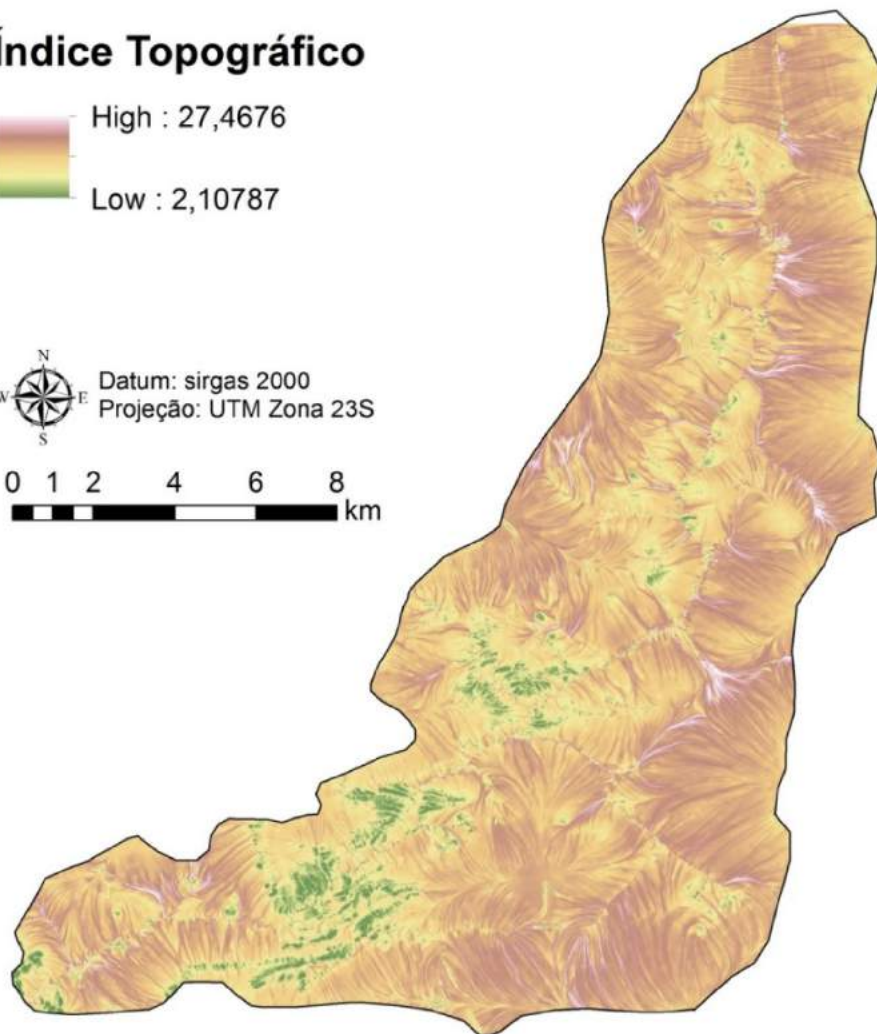 Índice Topográfico
High : 27,4676
Low : 2,10787
N
W E
S
Datum: sirgas 2000
Projeção: UTM Zona 23S
0 1 2 4 6 8
km